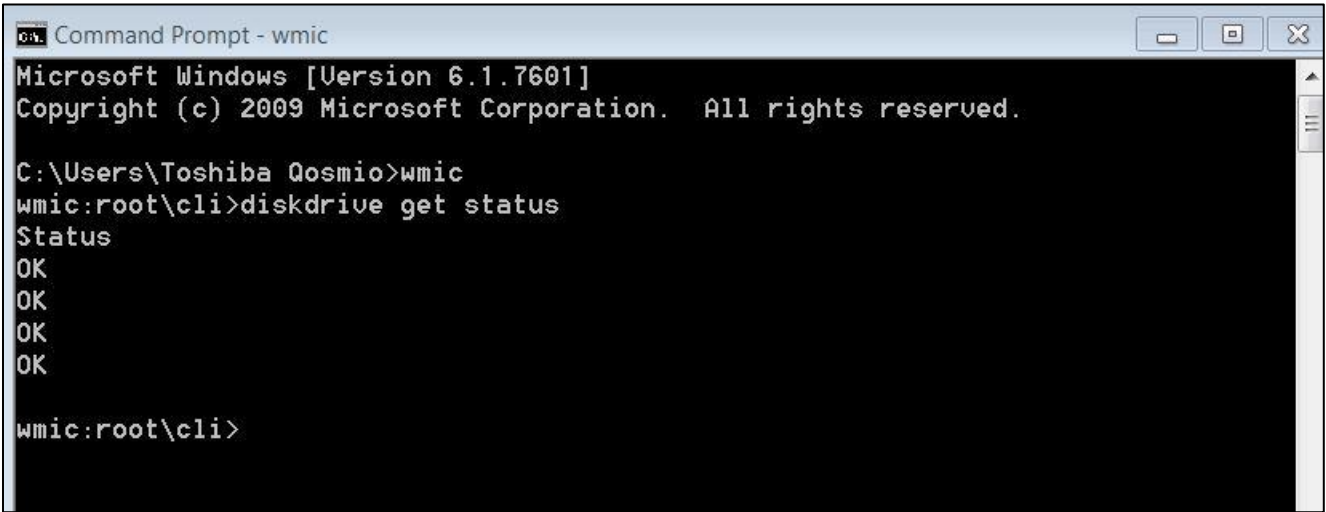 Command Prompt - wmic
Microsoft Windows [Version 6.1.7601]
Copyright (c) 2009 Microsoft Corporation.  All rights reserved.
C:\Users\Toshiba Qosmio>wmic
wmic:root\cli>diskdrive get status
Status
OK
OK
OK
OK
wmic:root\cli>